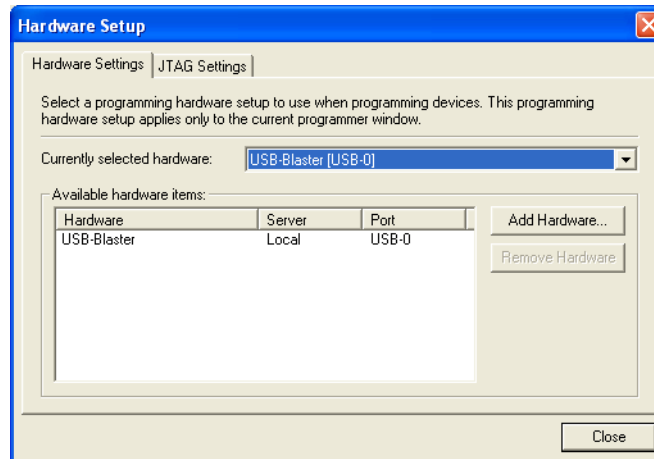 Hardware Setup
Hardware Settings
JTAG Settings
Select a programming hardware setup to use when programming devices. This programming
hardware setup applies only to the current programmer window.
Currently selected hardware:
USB-Blaster [USB-0]
Available hardware items:
Hardware
Server
Port
Add Hardware...
USB-Blaster
Local
USB-0
Remove Hardware
Close